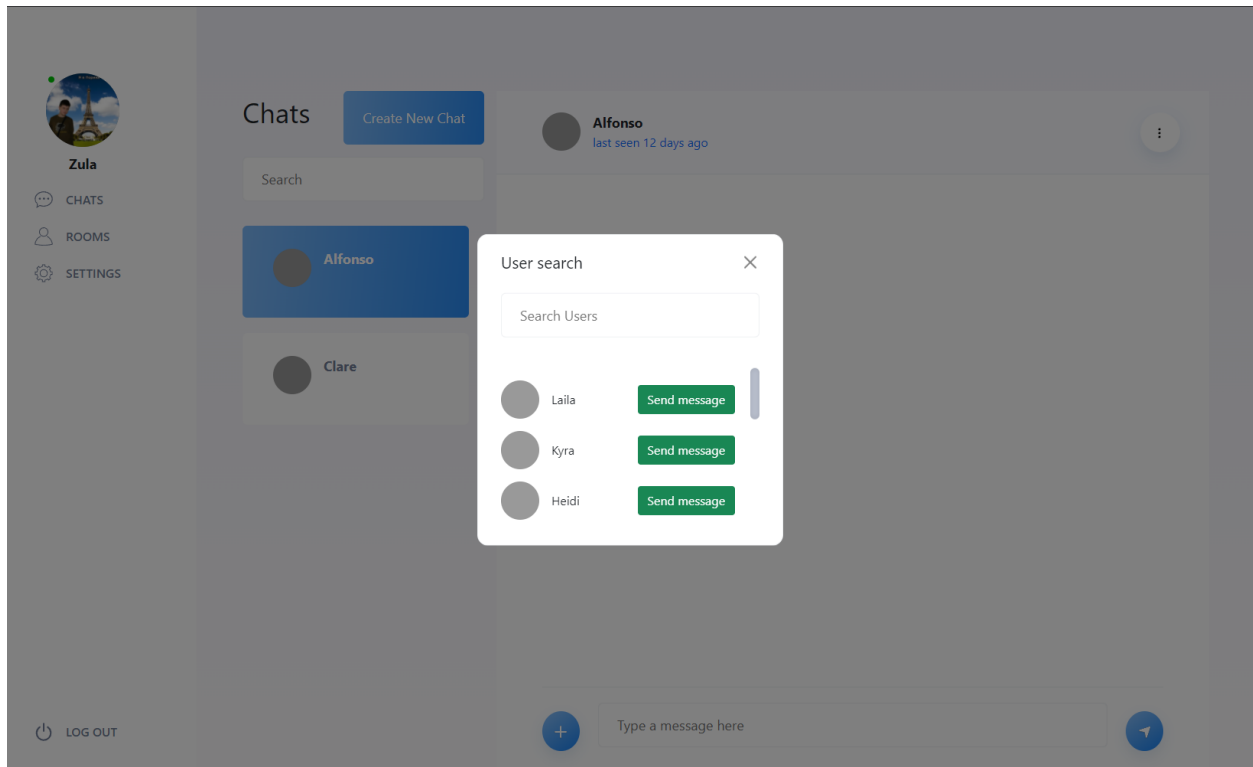 Zula
CHATS
ROOMS
SETTINGS
LOG OUT
Chats
Create New Chat
Search
Alfonso
Clare
Alfonso
last seen 12 days ago
User search
Search Users
Laila
Send message
Kyra
Send message
Heidi
Send message
Type a message here